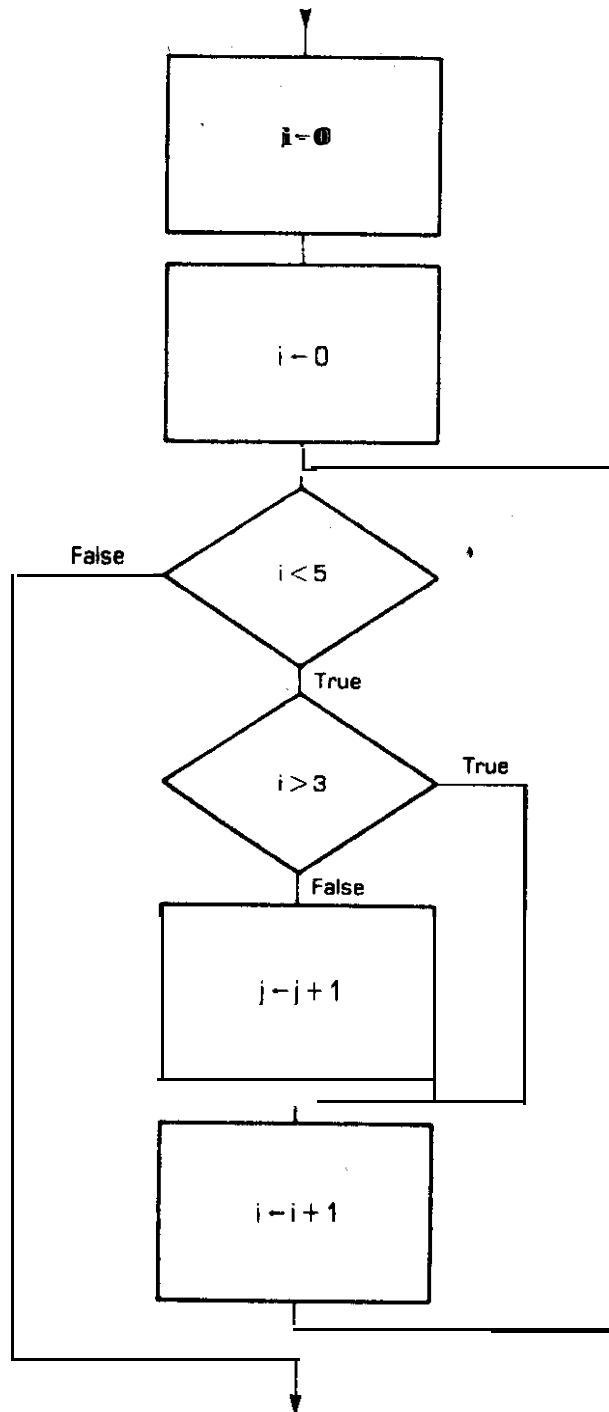 j ← 0
i ← 0
i < 5
False
True
i > 3
True
False
j ← j + 1
i ← i + 1